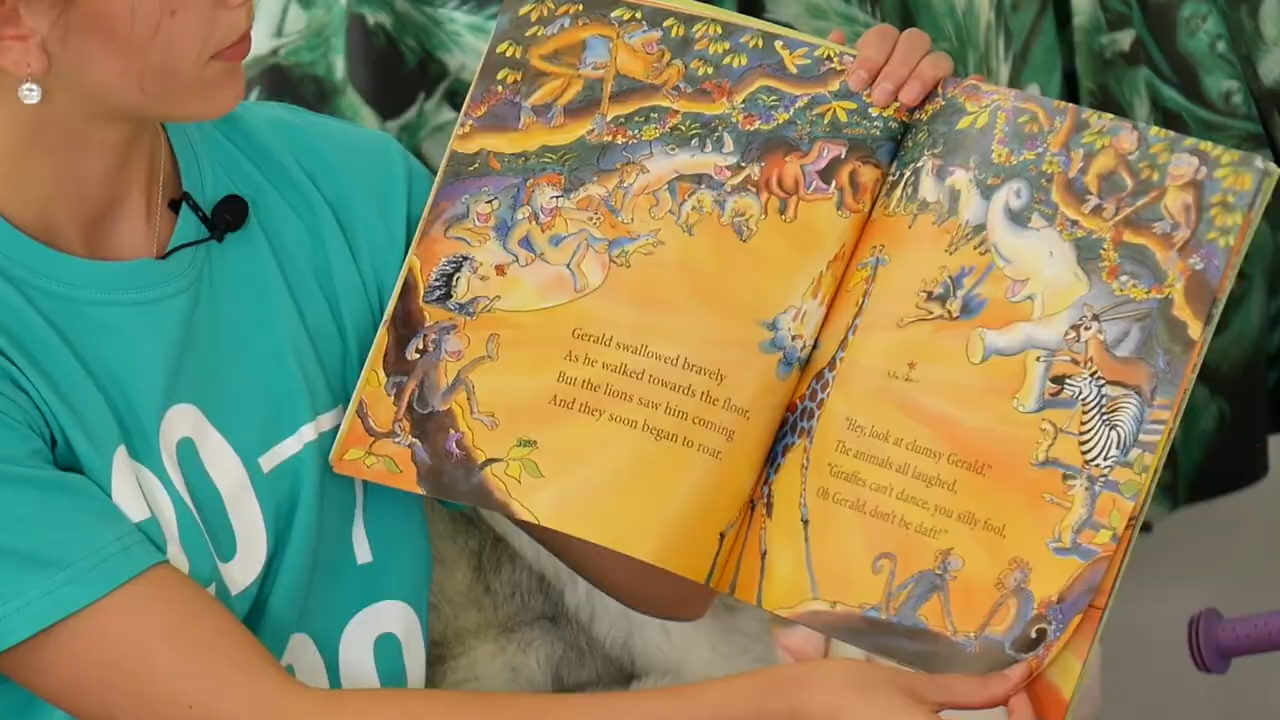 Gerald swallowed bravely
As he walked towards the floor,
But the lions saw him coming
And they soon began to roar.
"Hey, look at clumsy Gerald,"
The animals all laughed,
"Giraffes can't dance, you silly fool,
Oh Gerald, don't be daft!"